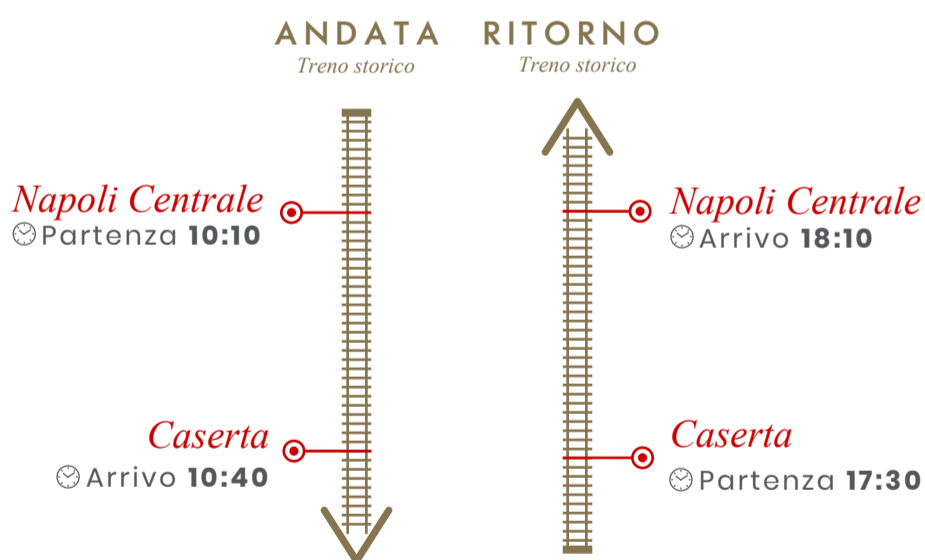 ANDATA
Treno storico
Napoli Centrale
Partenza 10:10
Caserta
Arrivo 10:40
RITORNO
Treno storico
Napoli Centrale
Arrivo 18:10
Caserta
Partenza 17:30